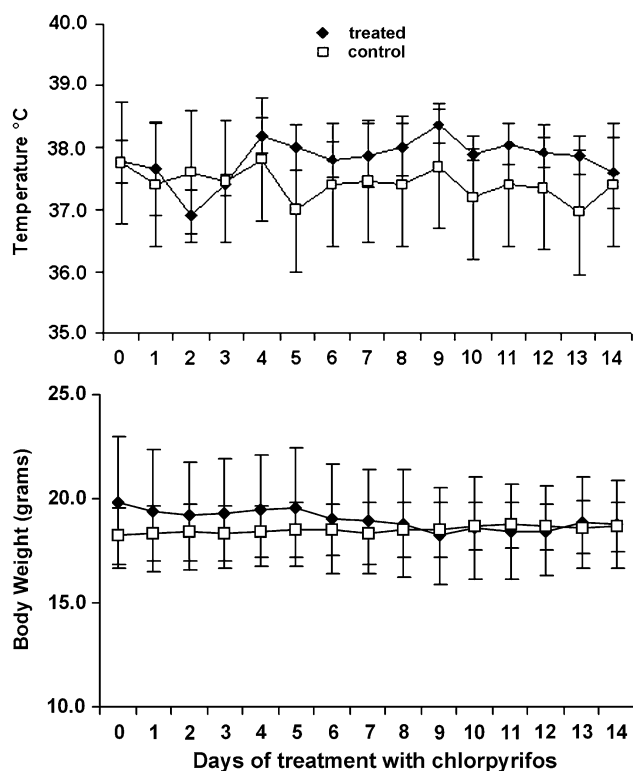 40.0
treated
control
39.0
38.0
37.0
36.0
35.0
Temperature °C
0 1 2 3 4 5 6 7 8 9 10 11 12 13 14
25.0
20.0
15.0
10.0
Body Weight (grams)
0 1 2 3 4 5 6 7 8 9 10 11 12 13 14
Days of treatment with chlorpyrifos